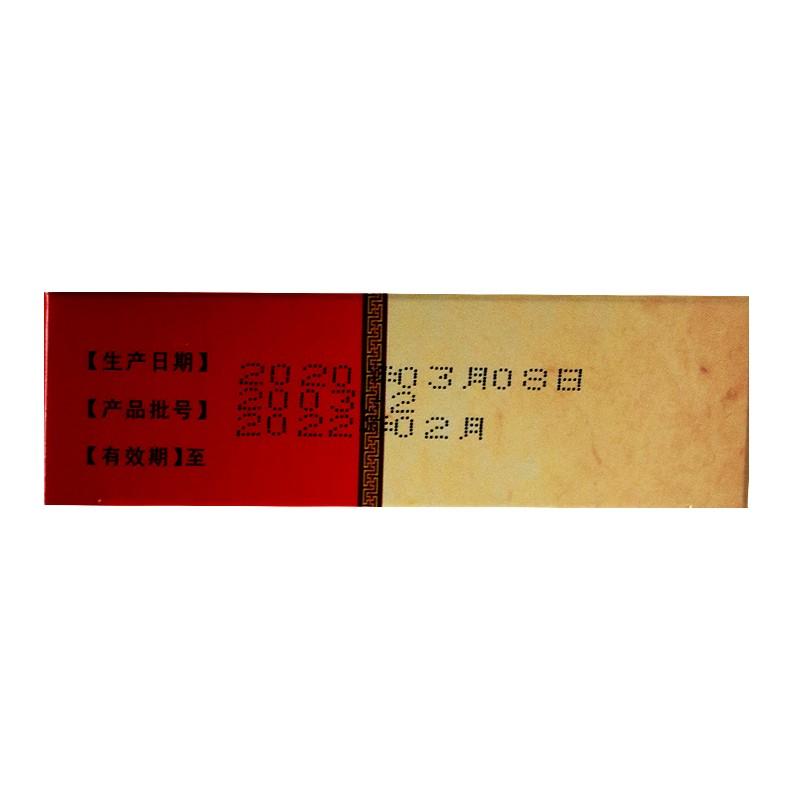 【生产日期】 2020年03月08日
【产品批号】 2003 2
【有效期】至 2022年02月